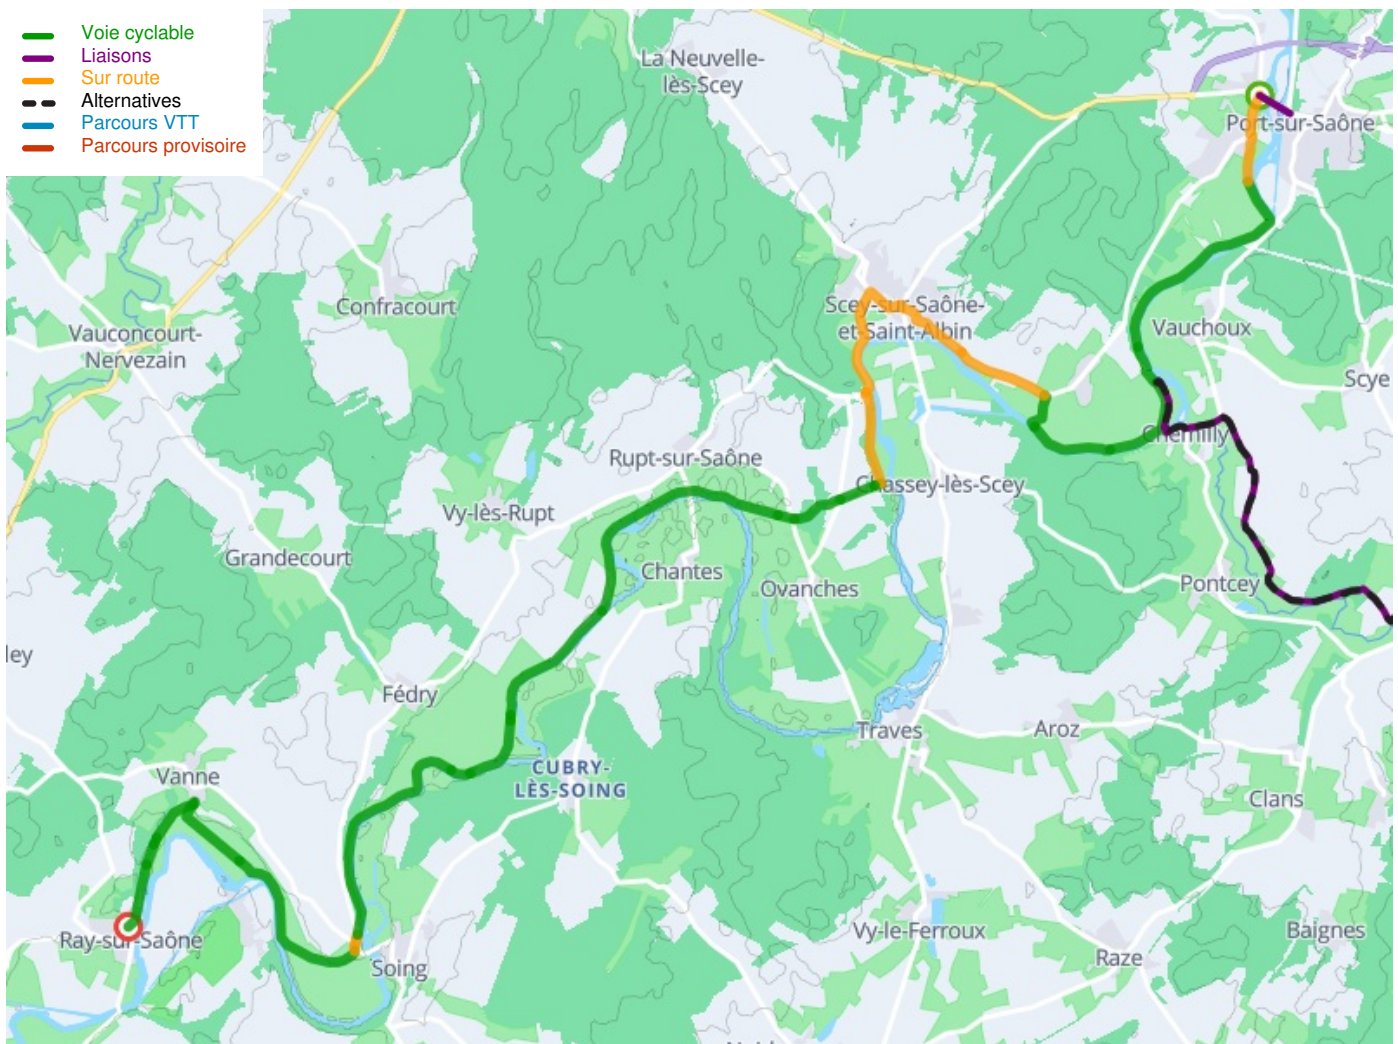 Voie cyclable
Liaisons
Sur route
Alternatives
Parcours VTT
Parcours provisoire
La Neuvelle-
lès-Scey
Port-sur-Saône
Confracourt
Scey-sur-Saône-
et-Saint-Albin
Vauchoux
Vauconcourt-
Nervezain
Scye
Chemilly
Rupt-sur-Saône
Chassey-lès-Scey
Vy-lès-Rupt
Grandecourt
Chantes
Ovanches
Pontcey
ley
Fédry
Traves
Aroz
Vanne
CUBRY-
LÈS-SOING
Clans
Ray-sur-Saône
Soing
Vy-le-Ferroux
Raze
Baignes